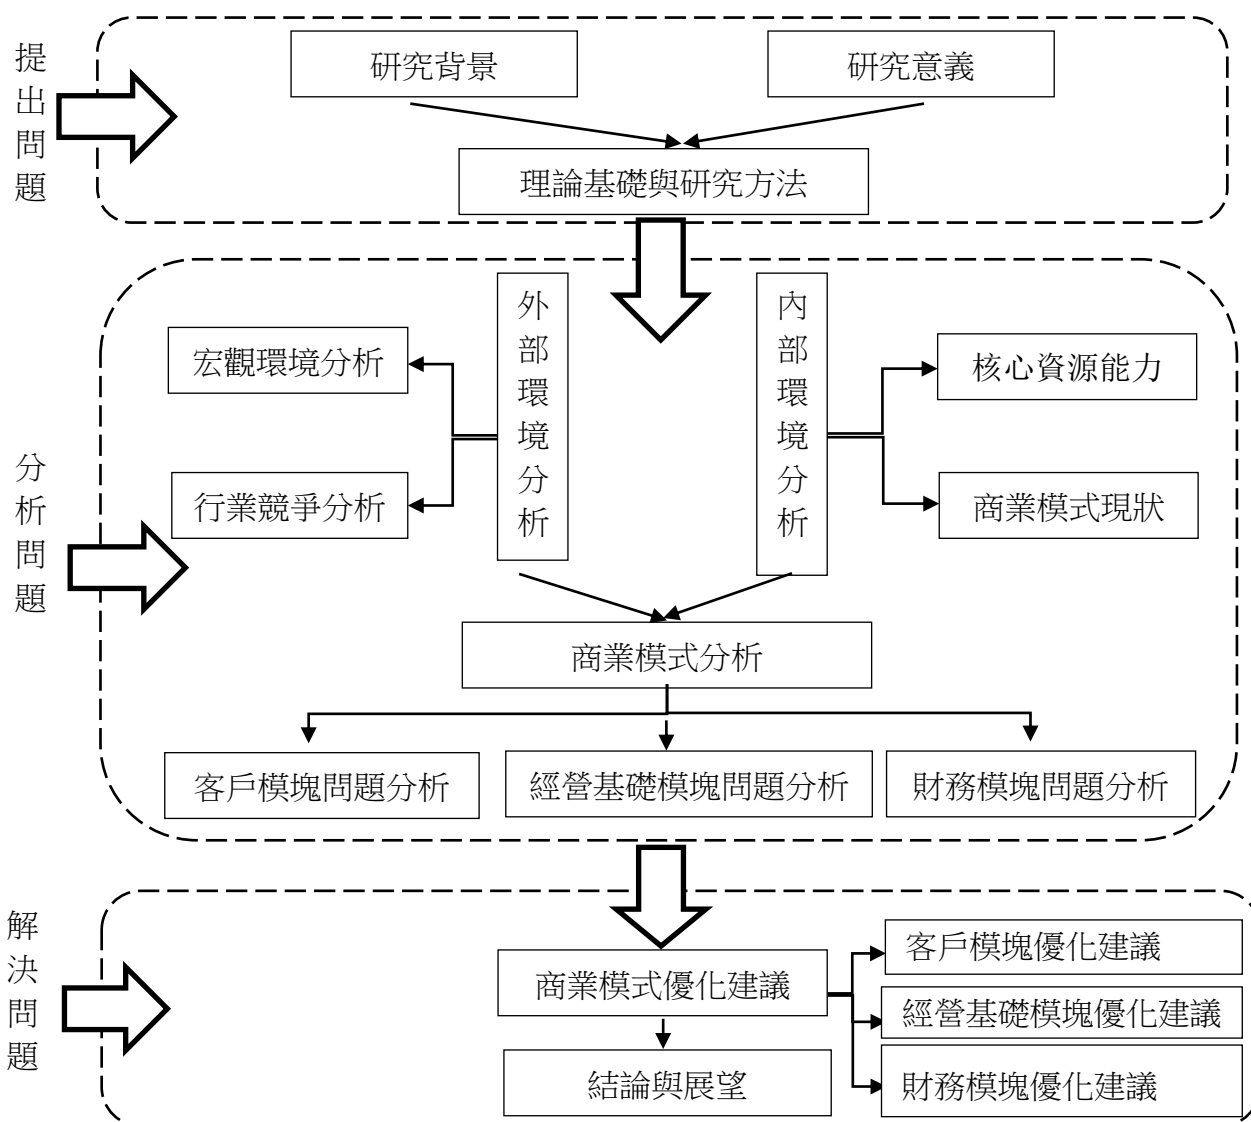 提出問題
研究背景
研究意義
理論基礎與研究方法
分析問題
外部環境分析
內部環境分析
宏觀環境分析
核心資源能力
行業競爭分析
商業模式現狀
商業模式分析
客戶模塊問題分析
經營基礎模塊問題分析
財務模塊問題分析
解決問題
商業模式優化建議
客戶模塊優化建議
經營基礎模塊優化建議
財務模塊優化建議
結論與展望